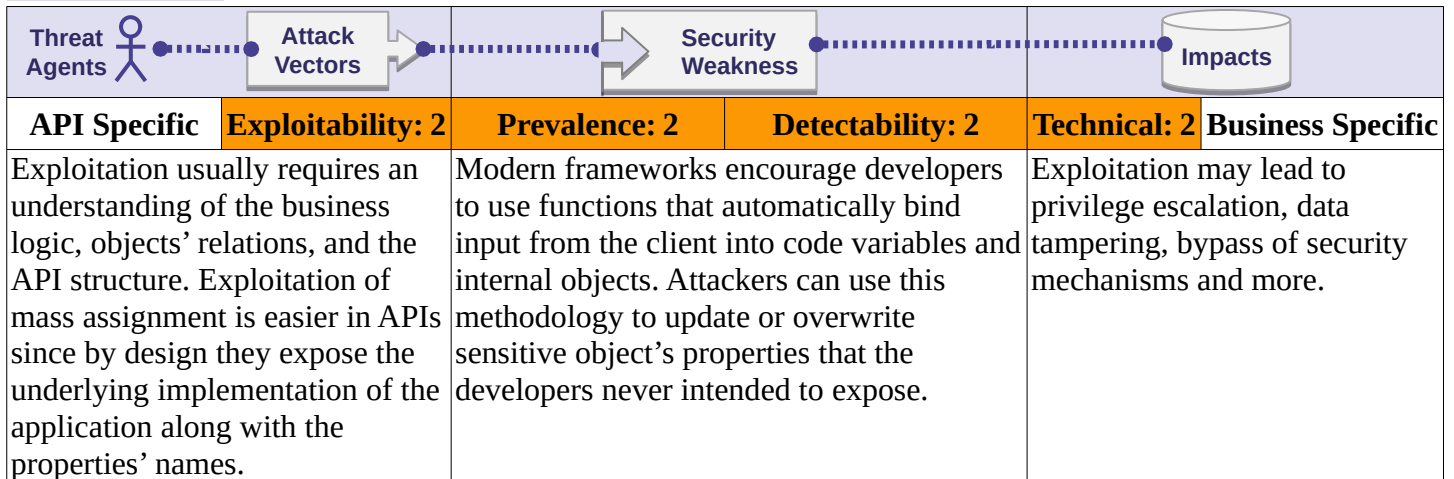 Threat
Agents
Attack
Vectors
Security
Weakness
Impacts
API Specific
Exploitability: 2
Prevalence: 2
Detectability: 2
Technical: 2
Business Specific
Exploitation usually requires an
understanding of the business
logic, objects’ relations, and the
API structure. Exploitation of
mass assignment is easier in APIs
since by design they expose the
underlying implementation of the
application along with the
properties’ names.
Modern frameworks encourage developers
to use functions that automatically bind
input from the client into code variables and
internal objects. Attackers can use this
methodology to update or overwrite
sensitive object’s properties that the
developers never intended to expose.
Exploitation may lead to
privilege escalation, data
tampering, bypass of security
mechanisms and more.